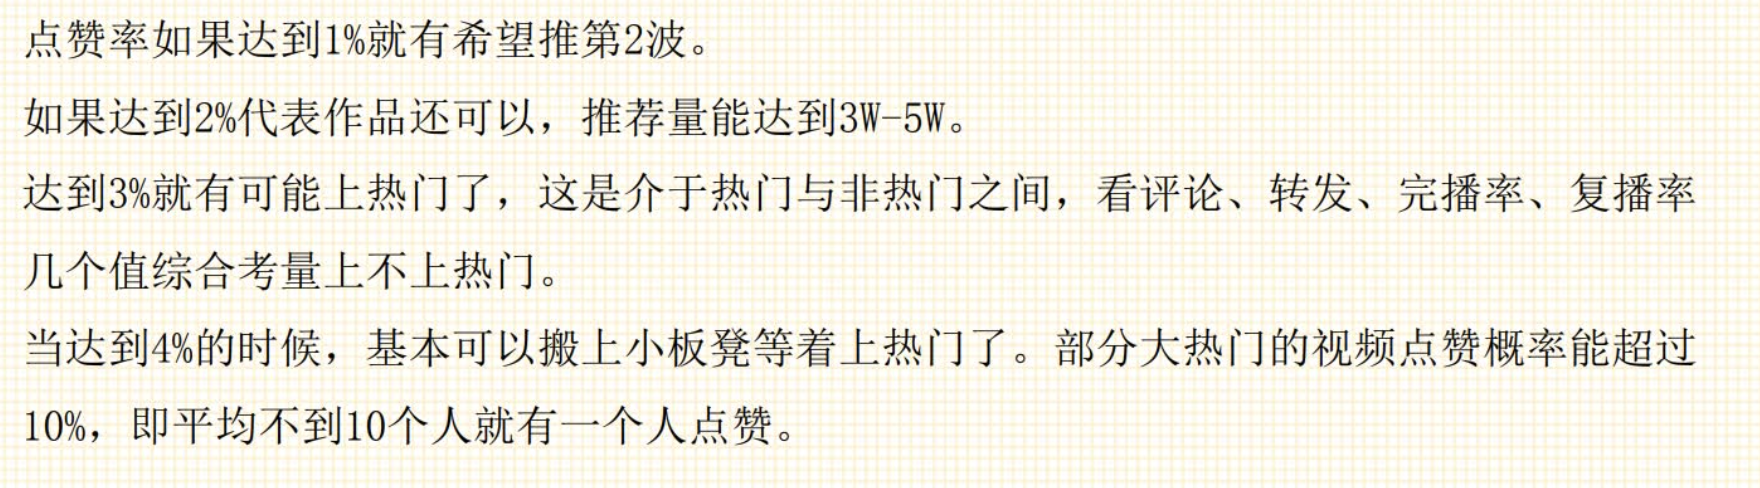 点赞率如果达到1%就有希望推第2波。
如果达到2%代表作品还可以，推荐量能达到3W-5W。
达到3%就有可能上热门了，这是介于热门与非热门之间，看评论、转发、完播率、复播率
几个值综合考量上不上热门。
当达到4%的时候，基本可以搬上小板凳等着上热门了。部分大热门的视频点赞概率能超过
10%，即平均不到10个人就有一个人点赞。